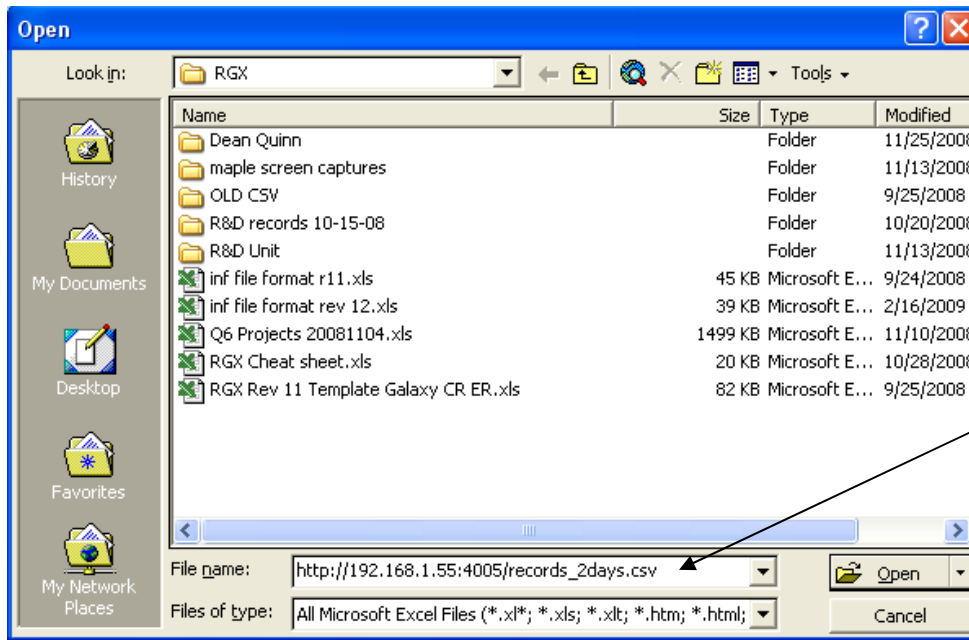 Open
Look in: RGX Tools
Name Size Type Modified
Dean Quinn Folder 11/25/2008
maple screen captures Folder 11/13/2008
OLD CSV Folder 9/25/2008
R&D records 10-15-08 Folder 10/20/2008
R&D Unit Folder 11/13/2008
inf file format r11.xls 45 KB Microsoft E... 9/24/2008
inf file format rev 12.xls 39 KB Microsoft E... 2/16/2009
Q6 Projects 20081104.xls 1499 KB Microsoft E... 11/10/2008
RGX Cheat sheet.xls 20 KB Microsoft E... 10/28/2008
RGX Rev 11 Template Galaxy CR ER.xls 82 KB Microsoft E... 9/25/2008
History
My Documents
Desktop
Favorites
My Network
Places
File name: http://192.168.1.55:4005/records_2days.csv Open
Files of type: All Microsoft Excel Files (*.xl*; *.xls; *.xlt; *.htm; *.html; Cancel